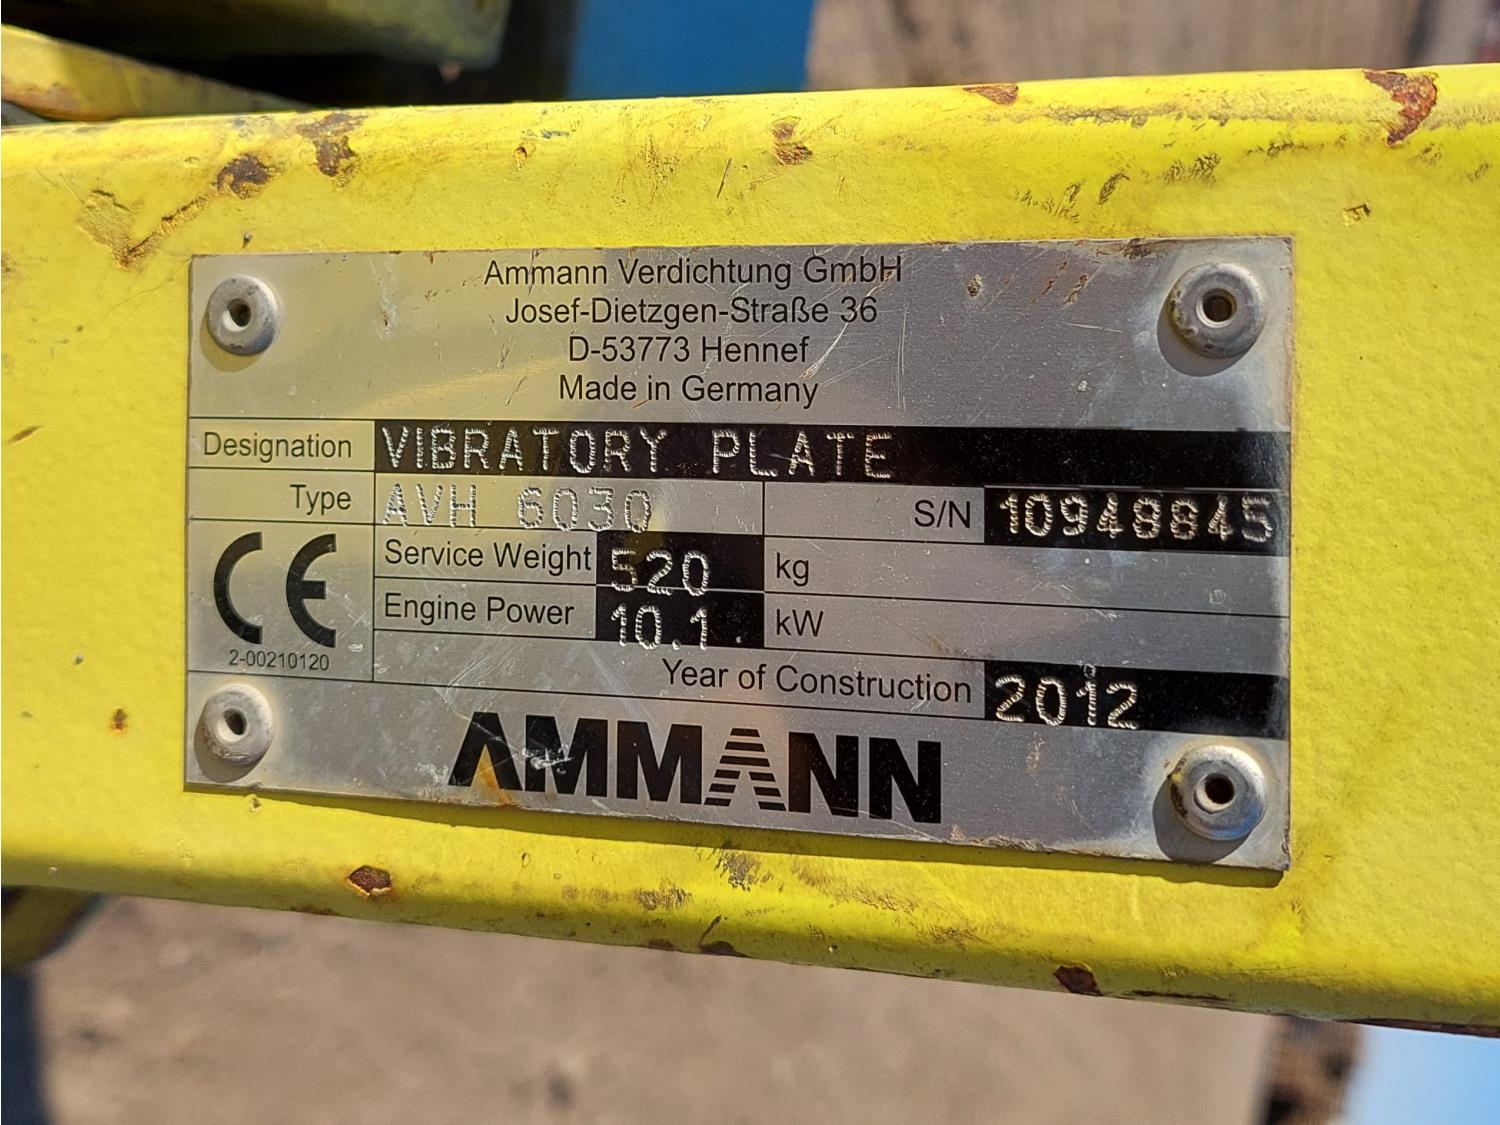 Ammann Verdichtung GmbH
Josef-Dietzgen-Straße 36
D-53773 Hennef
Made in Germany
Designation VIBRATORY PLATE
Type AVH 6030 S/N 10948845
CE Service Weight 520 kg
Engine Power 10.1 kW
2-00210120
Year of Construction 2012
AMMANN